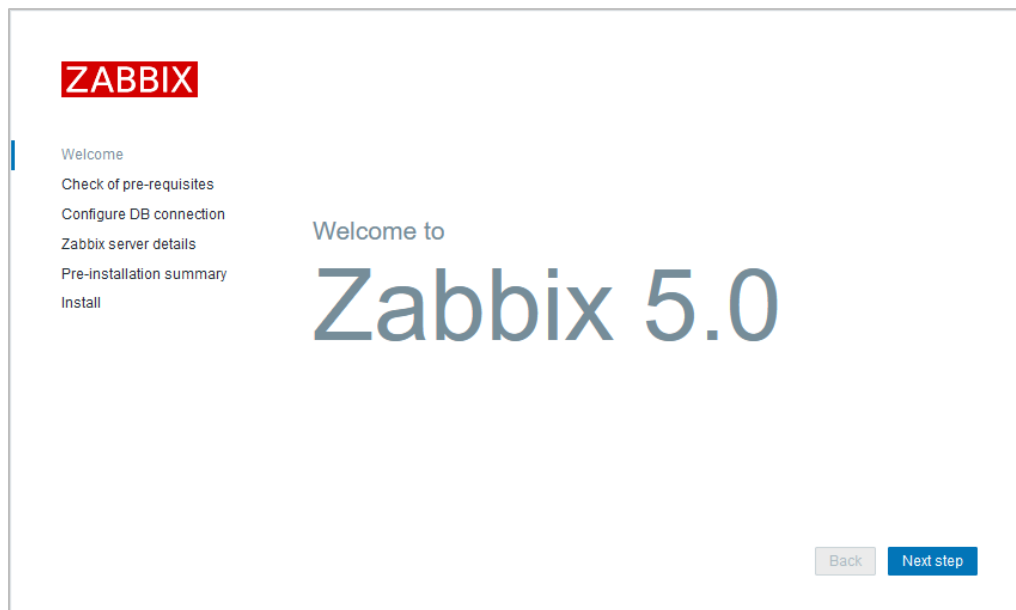 ZABBIX
Welcome
Check of pre-requisites
Configure DB connection
Zabbix server details
Pre-installation summary
Install
Welcome to
Zabbix 5.0
Back
Next step